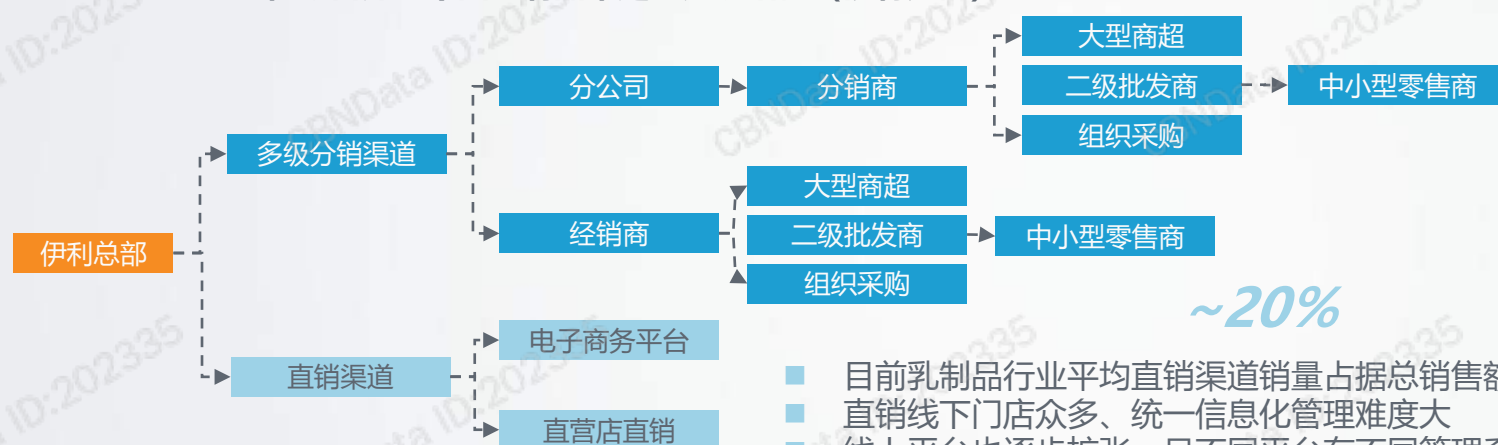 大型商超
分公司
分销商
二级批发商
中小型零售商
组织采购
多级分销渠道
大型商超
经销商
二级批发商
中小型零售商
伊利总部
组织采购
~20%
电子商务平台
直销渠道
目前乳制品行业平均直销渠道销量占据总销售额
直营店直销
直销线下门店众多、统一信息化管理难度大
CBNData ID:202335